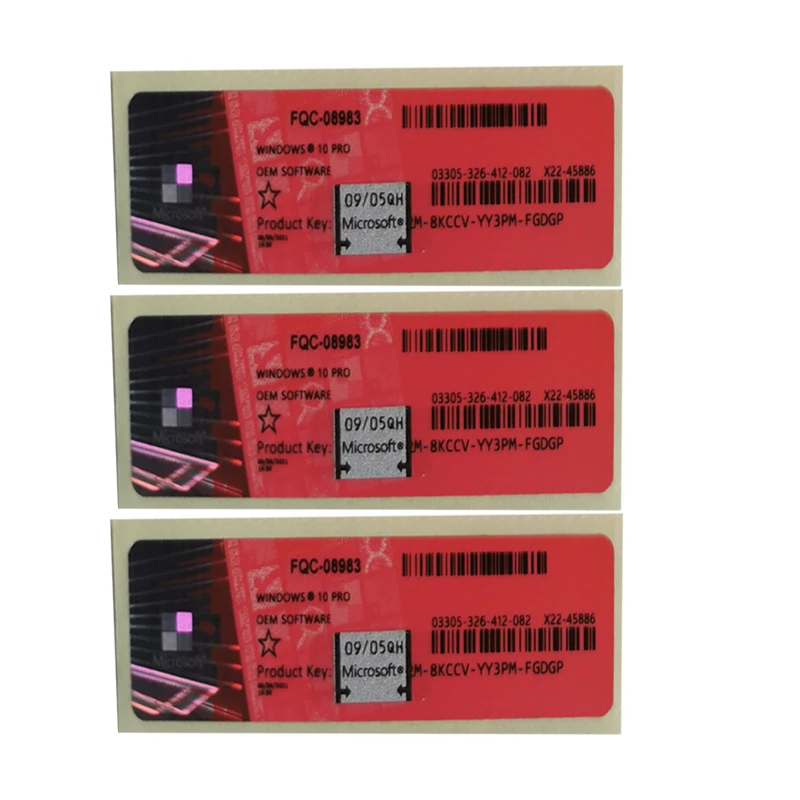 FQC-08983
WINDOWS® 10 PRO
OEM SOFTWARE
03305-326-412-082 X22-45886
09/05QH
Product Key: Microsoft® M-8KCCV-YY3PM-FGDGP
Microsoft
FQC-08983
WINDOWS® 10 PRO
OEM SOFTWARE
03305-326-412-082 X22-45886
09/05QH
Product Key: Microsoft® M-8KCCV-YY3PM-FGDGP
Microsoft
FQC-08983
WINDOWS® 10 PRO
OEM SOFTWARE
03305-326-412-082 X22-45886
09/05QH
Product Key: Microsoft® M-8KCCV-YY3PM-FGDGP
Microsoft